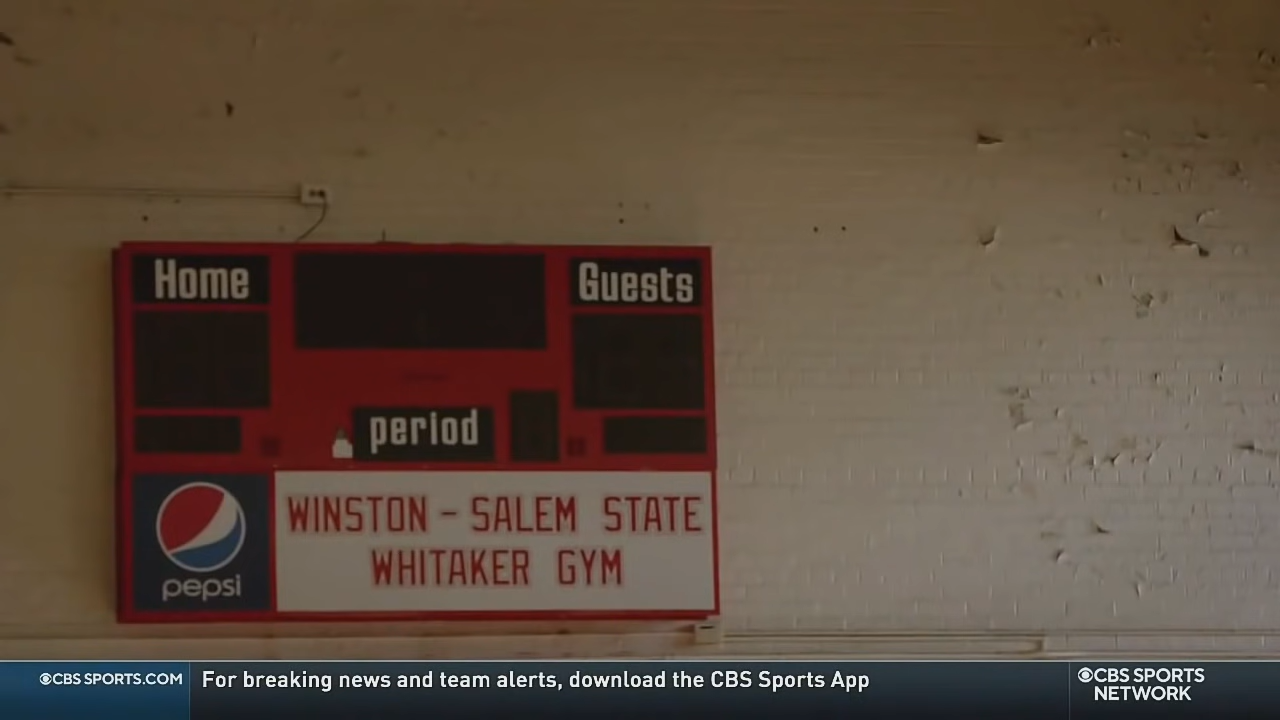 Home
Guests
period
pepsi
WINSTON - SALEM STATE
WHITAKER GYM
CBS SPORTS.COM
For breaking news and team alerts, download the CBS Sports App
CBS SPORTS
NETWORK